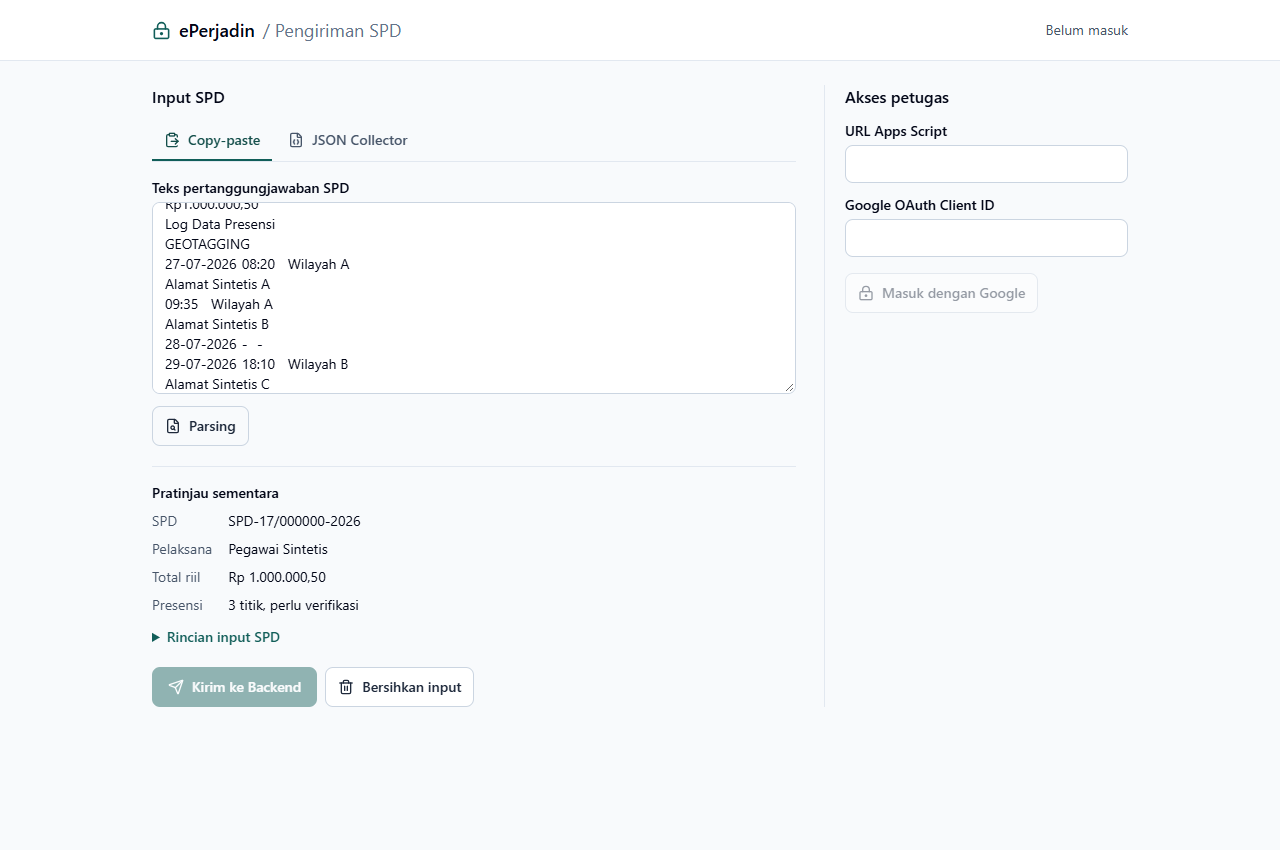 ePerjadin / Pengiriman SPD
Belum masuk
Input SPD
Copy-paste
JSON Collector
Teks pertanggungjawaban SPD
Rp1.000.000,50
Log Data Presensi
GEOTAGGING
27-07-2026 08:20 Wilayah A
Alamat Sintetis A
09:35 Wilayah A
Alamat Sintetis B
28-07-2026 - -
29-07-2026 18:10 Wilayah B
Alamat Sintetis C
Parsing
Pratinjau sementara
SPD SPD-17/000000-2026
Pelaksana Pegawai Sintetis
Total riil Rp 1.000.000,50
Presensi 3 titik, perlu verifikasi
Rincian input SPD
Kirim ke Backend
Bersihkan input
Akses petugas
URL Apps Script
Google OAuth Client ID
Masuk dengan Google